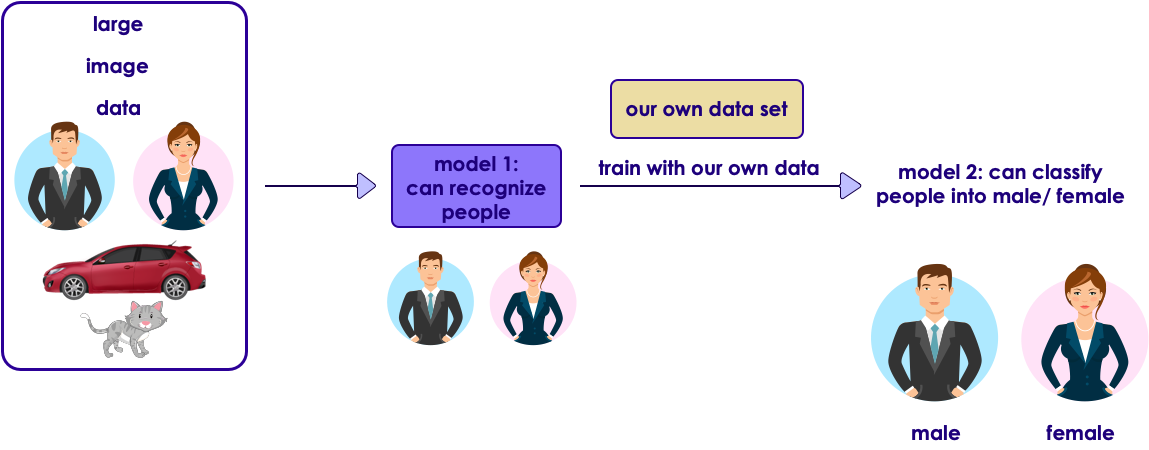 large
image
data
model 1:
can recognize
people
our own data set
train with our own data
model 2: can classify
people into male/ female
male
female